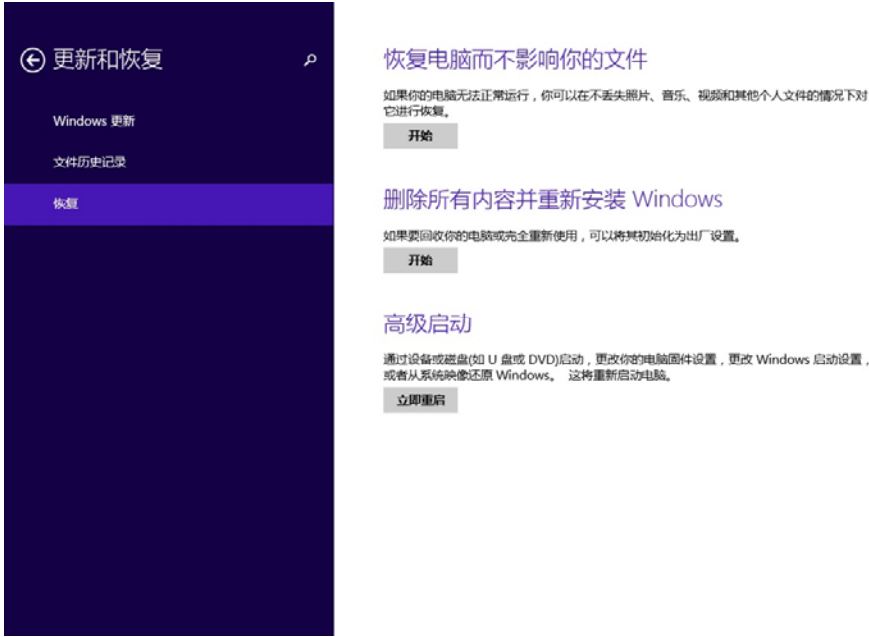 更新和恢复
Windows 更新
文件历史记录
恢复
恢复电脑而不影响你的文件
如果你的电脑无法正常运行，你可以在不丢失照片、音乐、视频和其他个人文件的情况下对
它进行恢复。
开始
删除所有内容并重新安装 Windows
如果要回收你的电脑或完全重新使用，可以将其初始化为出厂设置。
开始
高级启动
通过设备或磁盘(如 U 盘或 DVD)启动，更改你的电脑固件设置，更改 Windows 启动设置，
或者从系统映像还原 Windows。 这将重新启动电脑。
立即重启